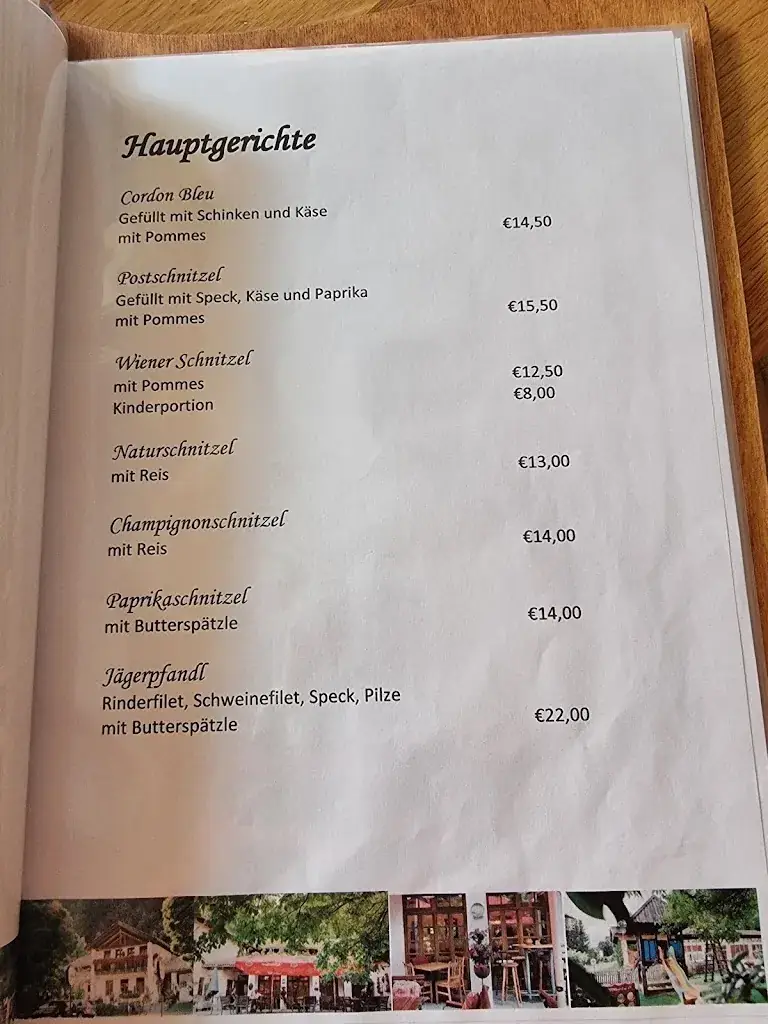 Hauptgerichte
Cordon Bleu
Gefüllt mit Schinken und Käse
mit Pommes €14,50
Postschnitzel
Gefüllt mit Speck, Käse und Paprika
mit Pommes €15,50
Wiener Schnitzel
mit Pommes €12,50
Kinderportion €8,00
Naturschnitzel
mit Reis €13,00
Champignonschnitzel
mit Reis €14,00
Paprikaschnitzel
mit Butterspätzle €14,00
Jägerpfandl
Rinderfilet, Schweinefilet, Speck, Pilze
mit Butterspätzle €22,00